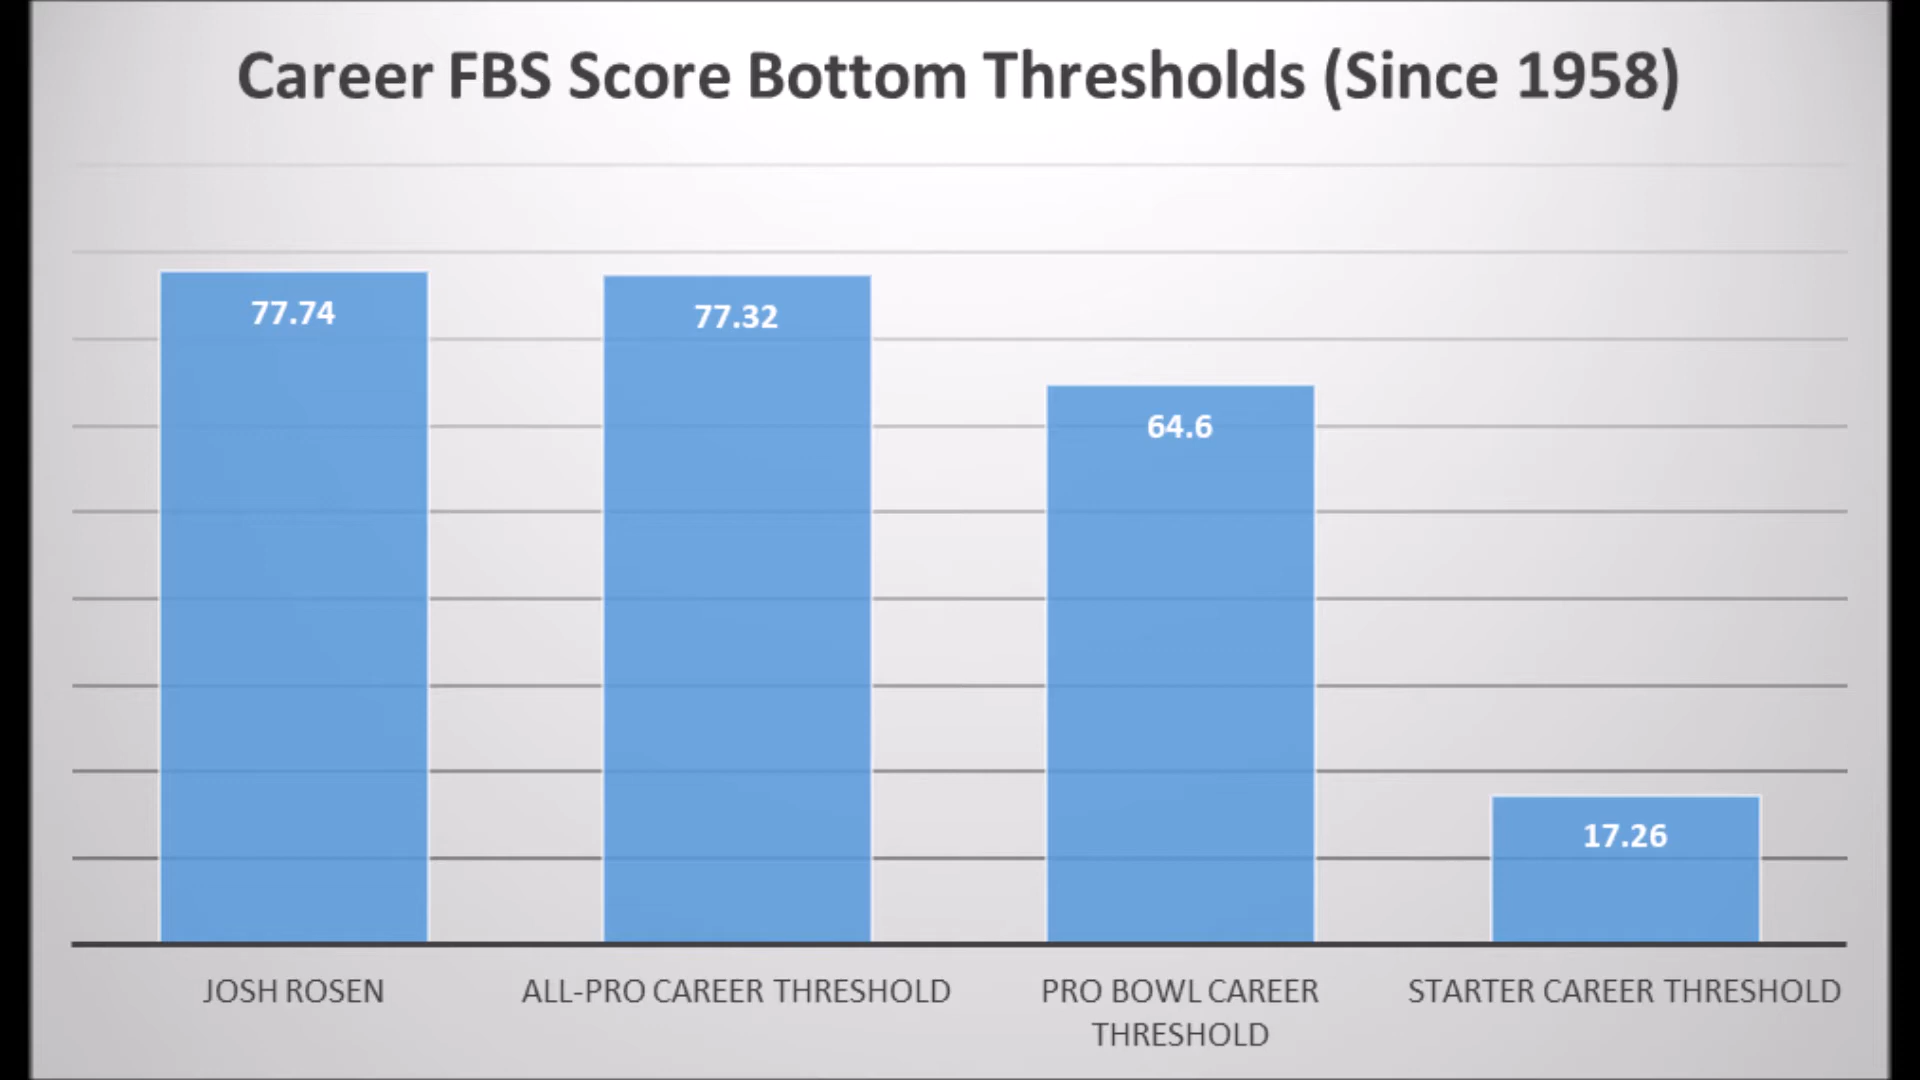 Career FBS Score Bottom Thresholds (Since 1958)
77.74
77.32
64.6
17.26
JOSH ROSEN
ALL-PRO CAREER THRESHOLD
PRO BOWL CAREER
THRESHOLD
STARTER CAREER THRESHOLD